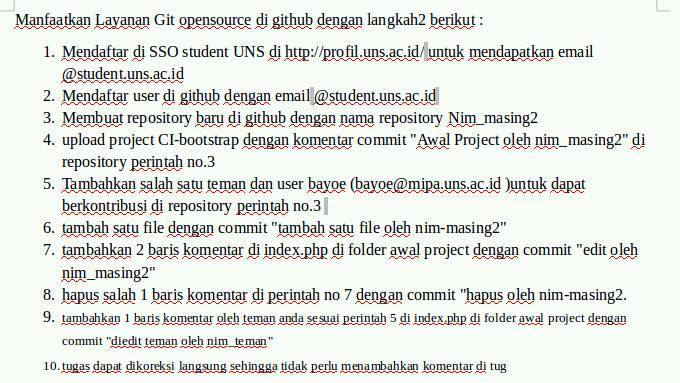 Manfaatkan Layanan Git opensource di github dengan langkah2 berikut :
1. Mendaftar di SSO student UNS di http://profil.uns.ac.id/ untuk mendapatkan email
@student.uns.ac.id
2. Mendaftar user di github dengan email @student.uns.ac.id
3. Membuat repository baru di github dengan nama repository Nim_masing2
4. upload project CI-bootstrap dengan komentar commit "Awal Project oleh nim_masing2" di
repository perintah no.3
5. Tambahkan salah satu teman dan user bayoe (bayoe@mipa.uns.ac.id )untuk dapat
berkontribusi di repository perintah no.3
6. tambah satu file dengan commit "tambah satu file oleh nim-masing2"
7. tambahkan 2 baris komentar di index.php di folder awal project dengan commit "edit oleh
nim_masing2"
8. hapus salah 1 baris komentar di perintah no 7 dengan commit "hapus oleh nim-masing2.
9. tambahkan 1 baris komentar oleh teman anda sesuai perintah 5 di index.php di folder awal project dengan
commit "diedit teman oleh nim_teman"
10. tugas dapat dikoreksi langsung sehingga tidak perlu menambahkan komentar di tug